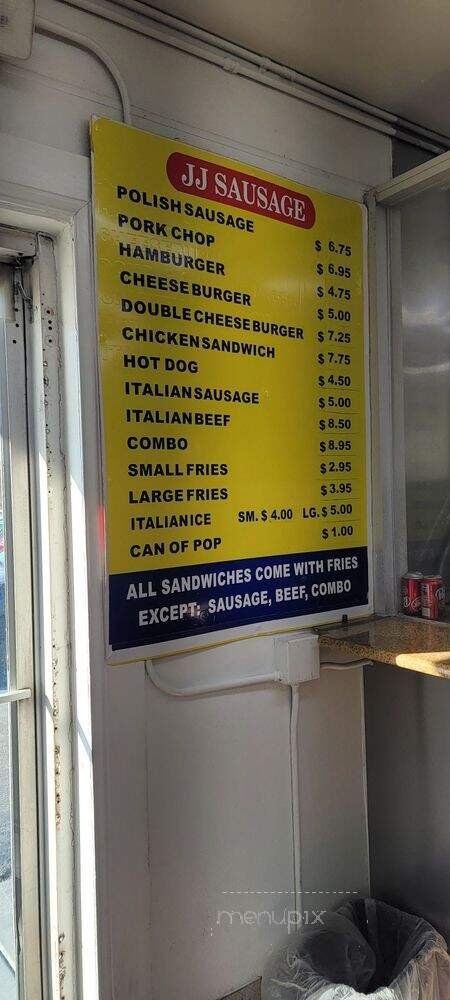 JJ SAUSAGE
POLISH SAUSAGE $ 6.75
PORK CHOP $ 6.95
HAMBURGER $ 4.75
CHEESE BURGER $ 5.00
DOUBLE CHEESE BURGER $ 7.25
CHICKEN SANDWICH $ 7.75
HOT DOG $ 4.50
ITALIAN SAUSAGE $ 5.00
ITALIAN BEEF $ 8.50
COMBO $ 8.95
SMALL FRIES $ 2.95
LARGE FRIES $ 3.95
ITALIAN ICE SM. $ 4.00 LG. $ 5.00
CAN OF POP $ 1.00
ALL SANDWICHES COME WITH FRIES
EXCEPT: SAUSAGE, BEEF, COMBO
menupix